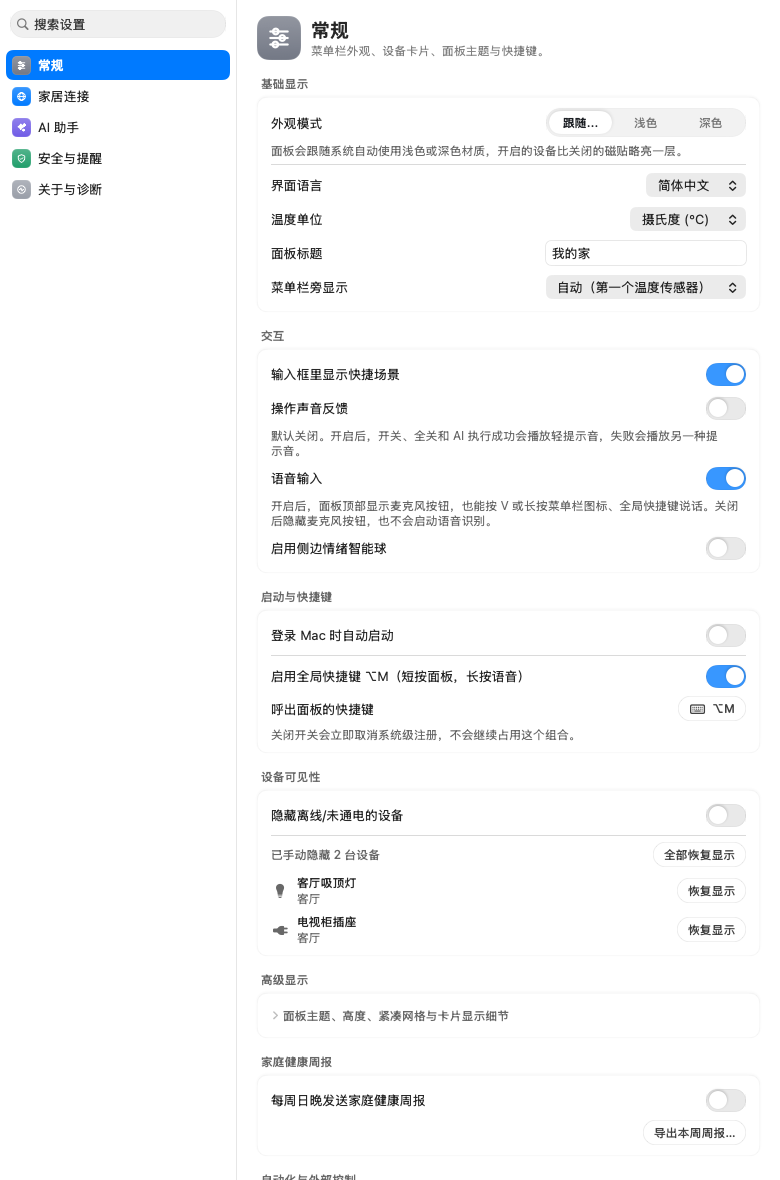 搜索设置
常规
家居连接
AI 助手
安全与提醒
关于与诊断
常规
菜单栏外观、设备卡片、面板主题与快捷键。
基础显示
外观模式
跟随...
浅色
深色
面板会跟随系统自动使用浅色或深色材质，开启的设备比关闭的磁贴略亮一层。
界面语言
简体中文
温度单位
摄氏度 (°C)
面板标题
我的家
菜单栏旁显示
自动（第一个温度传感器）
交互
输入框里显示快捷场景
操作声音反馈
默认关闭。开启后，开关、全关和 AI 执行成功会播放轻提示音，失败会播放另一种提
示音。
语音输入
开启后，面板顶部显示麦克风按钮，也能按 V 或长按菜单栏图标、全局快捷键说话。关闭
后隐藏麦克风按钮，也不会启动语音识别。
启用侧边情绪智能球
启动与快捷键
登录 Mac 时自动启动
启用全局快捷键 ⌥M（短按面板，长按语音）
呼出面板的快捷键
⌥M
关闭开关会立即取消系统级注册，不会继续占用这个组合。
设备可见性
隐藏离线/未通电的设备
已手动隐藏 2 台设备
全部恢复显示
客厅吸顶灯
客厅
恢复显示
电视柜插座
客厅
恢复显示
高级显示
面板主题、高度、紧凑网格与卡片显示细节
家庭健康周报
每周日晚发送家庭健康周报
导出本周周报...
自动化与外部控制